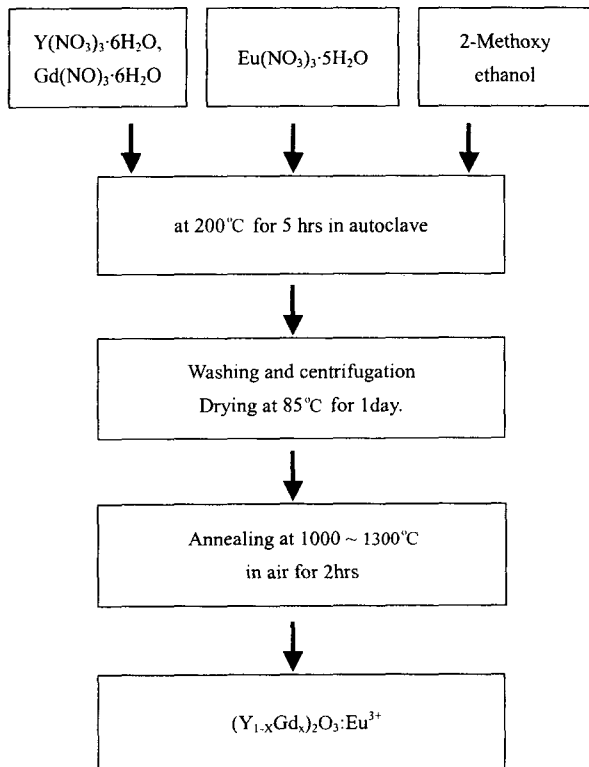 Y(NO₃)₃·6H₂O,
Gd(NO)₃·6H₂O
Eu(NO₃)₃·5H₂O
2-Methoxy
ethanol
at 200℃ for 5 hrs in autoclave
Washing and centrifugation
Drying at 85℃ for 1day.
Annealing at 1000 ~ 1300℃
in air for 2hrs
(Y₁₋ₓGdₓ)₂O₃:Eu³⁺